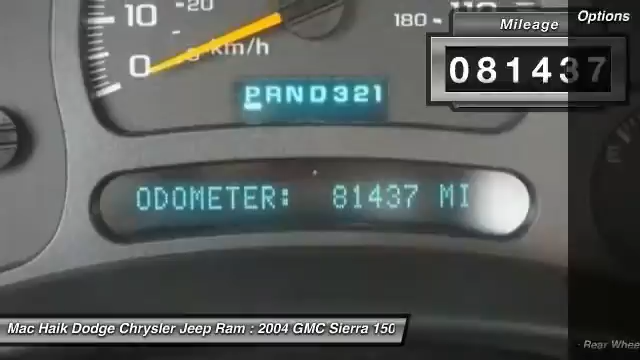 Options
Mileage
081437
10
20
0
km/h
180
110
PRND321
ODOMETER: 81437 MI
Mac Haik Dodge Chrysler Jeep Ram : 2004 GMC Sierra 150
- Rear Whee